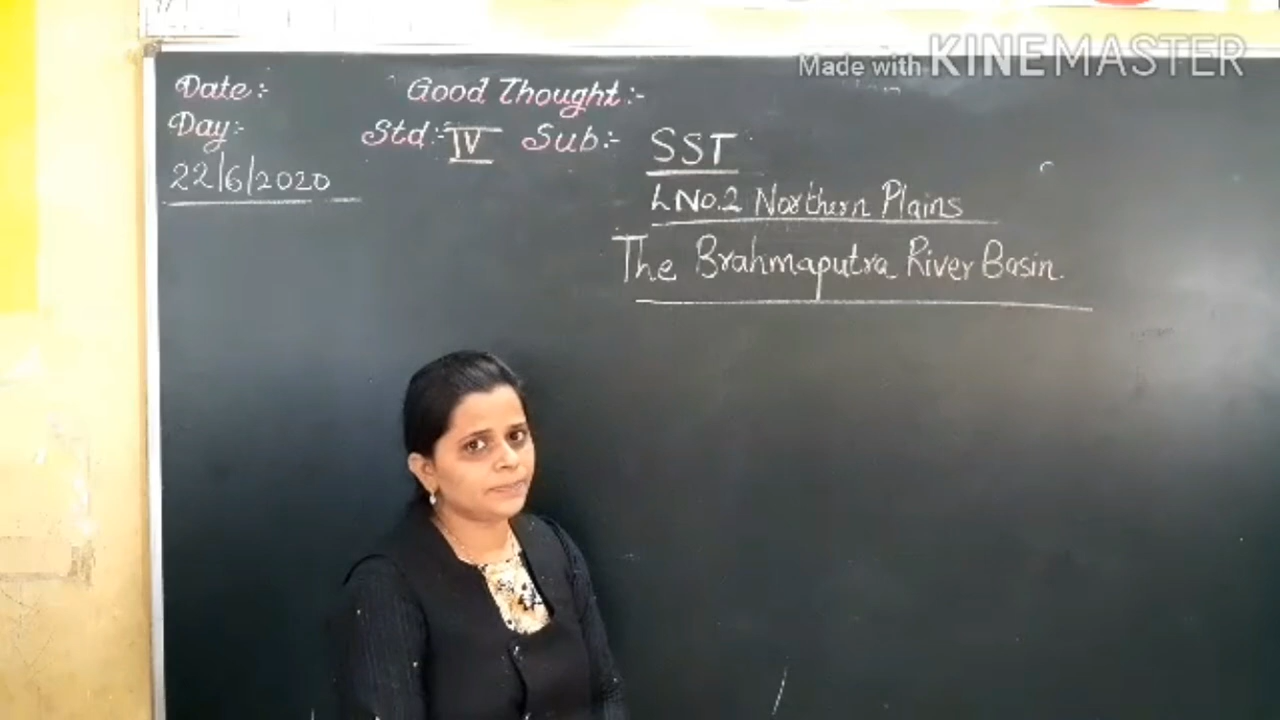 Made with KINEMASTER
Date:- Good Thought:-
Day:- Std:- IV Sub:- SST
22/6/2020
L No.2 Northern Plains
The Brahmaputra River Basin